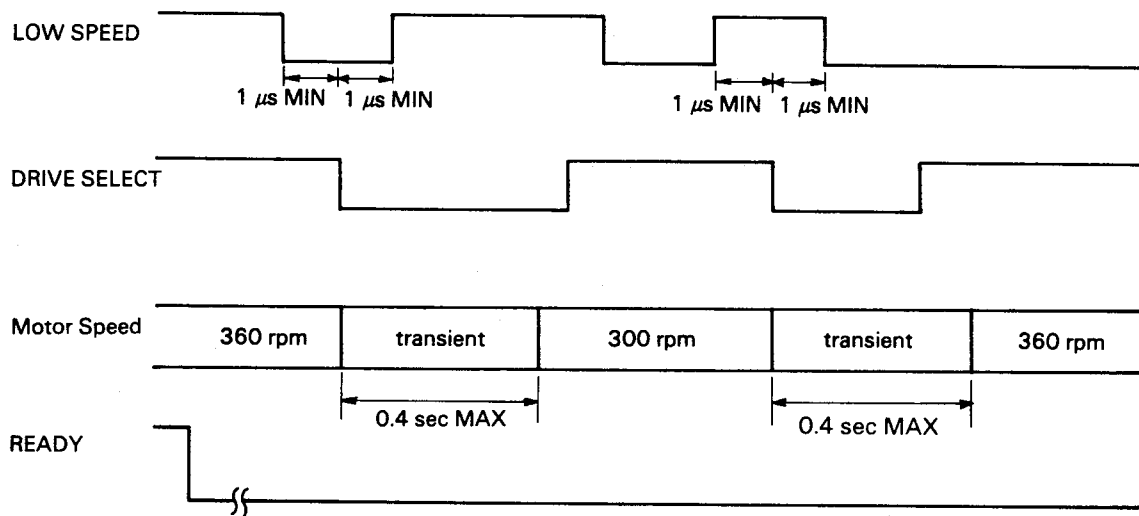 LOW SPEED
1 μs MIN 1 μs MIN
1 μs MIN 1 μs MIN
DRIVE SELECT
Motor Speed
360 rpm
transient
300 rpm
transient
360 rpm
0.4 sec MAX
0.4 sec MAX
READY